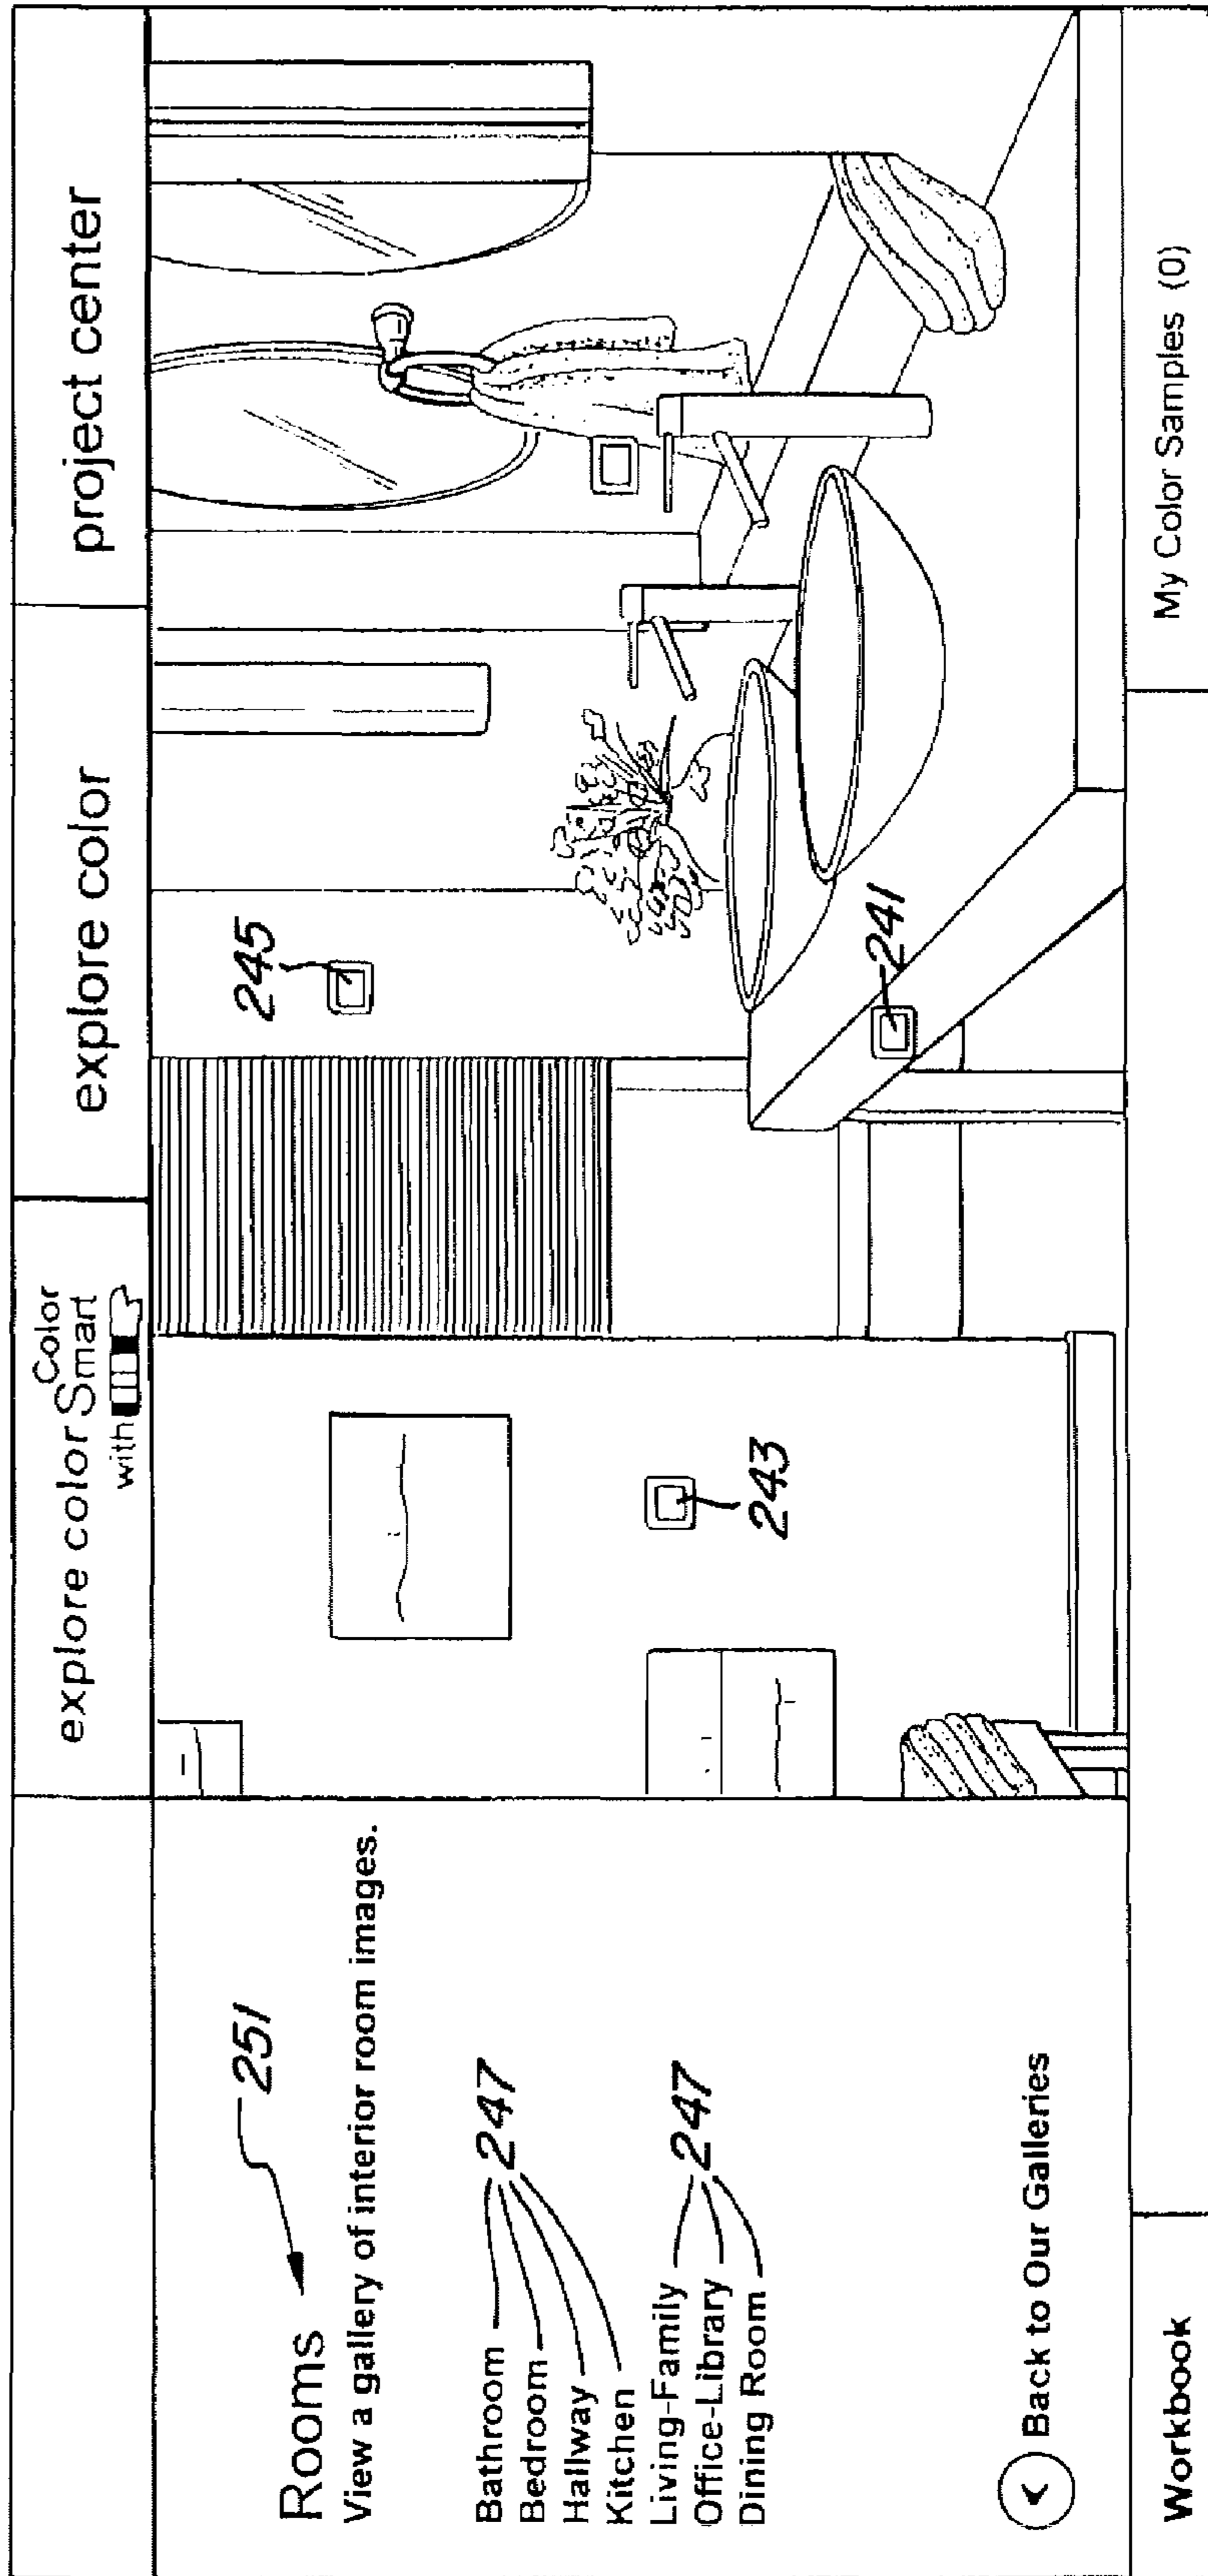 explore color
Color
Smart
with
explore color
project center
Rooms
251
View a gallery of interior room images.
Bathroom
Bedroom
Hallway
Kitchen
247
Living-Family
Office-Library
Dining Room
247
Back to Our Galleries
243
245
241
Workbook
My Color Samples (0)